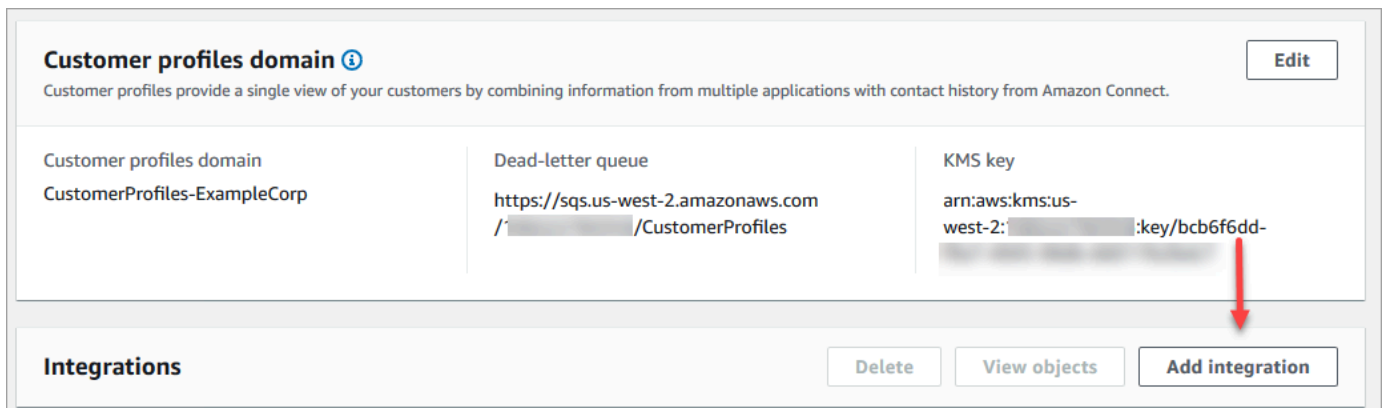 Customer profiles domain
Edit
Customer profiles provide a single view of your customers by combining information from multiple applications with contact history from Amazon Connect.
Customer profiles domain
CustomerProfiles-ExampleCorp
Dead-letter queue
https://sqs.us-west-2.amazonaws.com
/ /CustomerProfiles
KMS key
arn:aws:kms:us-
west-2: :key/bcb6f6dd-
Integrations
Delete
View objects
Add integration